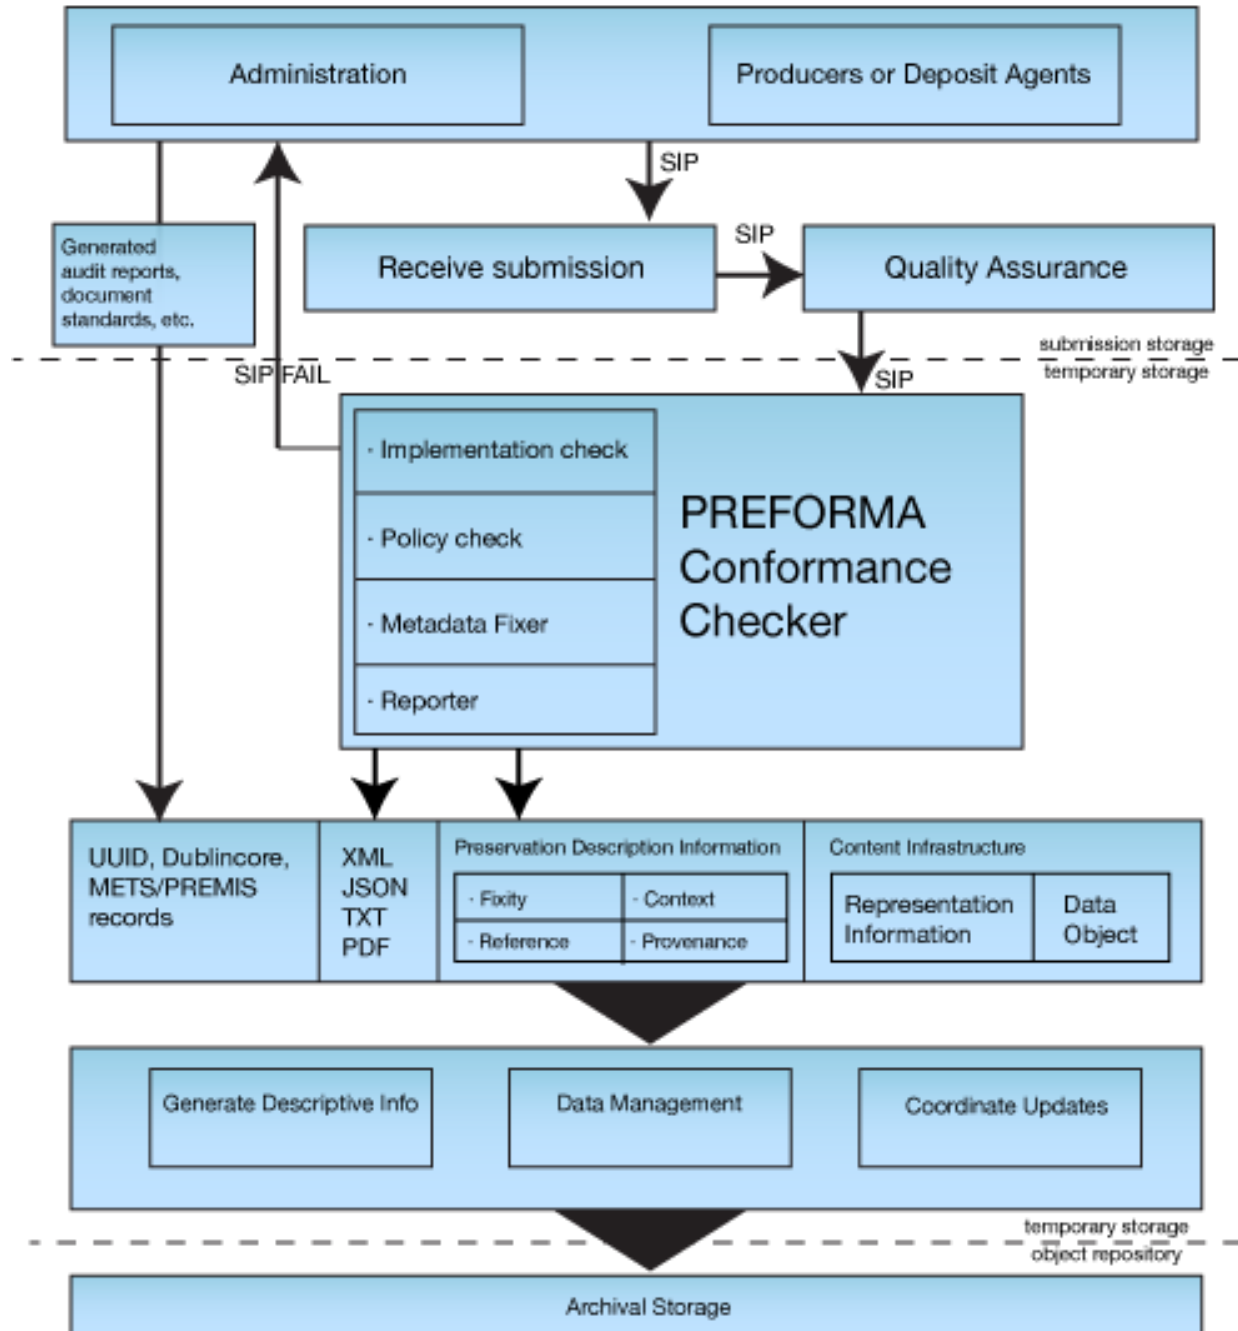 Administration
Producers or Deposit Agents
SIP
Generated
audit reports,
document
standards, etc.
Receive submission
SIP
Quality Assurance
submission storage
temporary storage
SIP FAIL
SIP
· Implementation check
· Policy check
· Metadata Fixer
· Reporter
PREFORMA
Conformance
Checker
UUID, Dublincore,
METS/PREMIS
records
XML
JSON
TXT
PDF
Preservation Description Information
· Fixity
· Context
· Reference
· Provenance
Content Infrastructure
Representation
Information
Data
Object
Generate Descriptive Info
Data Management
Coordinate Updates
temporary storage
object repository
Archival Storage